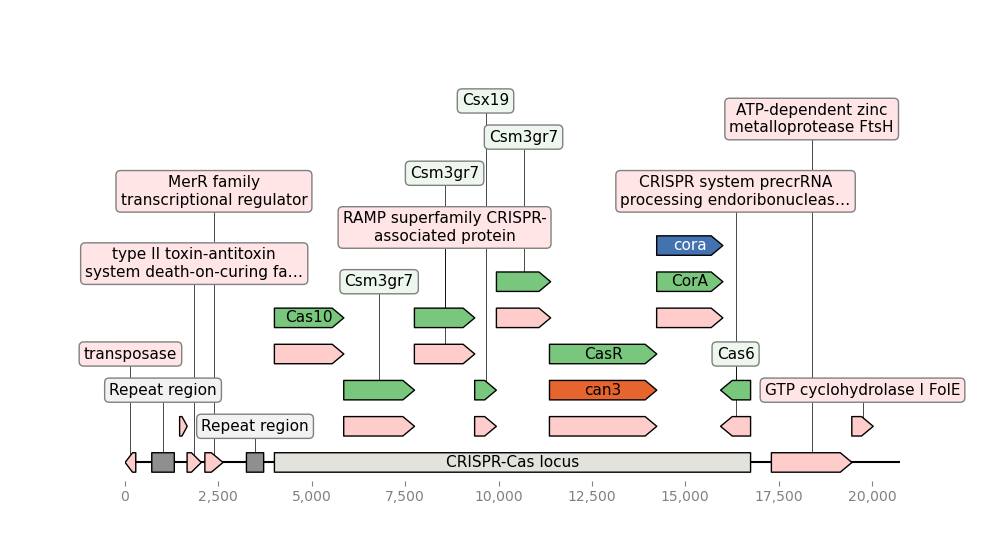 Csx19
ATP-dependent zinc
metalloprotease FtsH
Csm3gr7
Csm3gr7
MerR family
transcriptional regulator
CRISPR system precrRNA
processing endoribonucleas…
RAMP superfamily CRISPR-
associated protein
cora
type II toxin-antitoxin
system death-on-curing fa…
Csm3gr7
CorA
Cas10
transposase
CasR
Cas6
Repeat region
can3
GTP cyclohydrolase I FolE
Repeat region
CRISPR-Cas locus
0 2,500 5,000 7,500 10,000 12,500 15,000 17,500 20,000